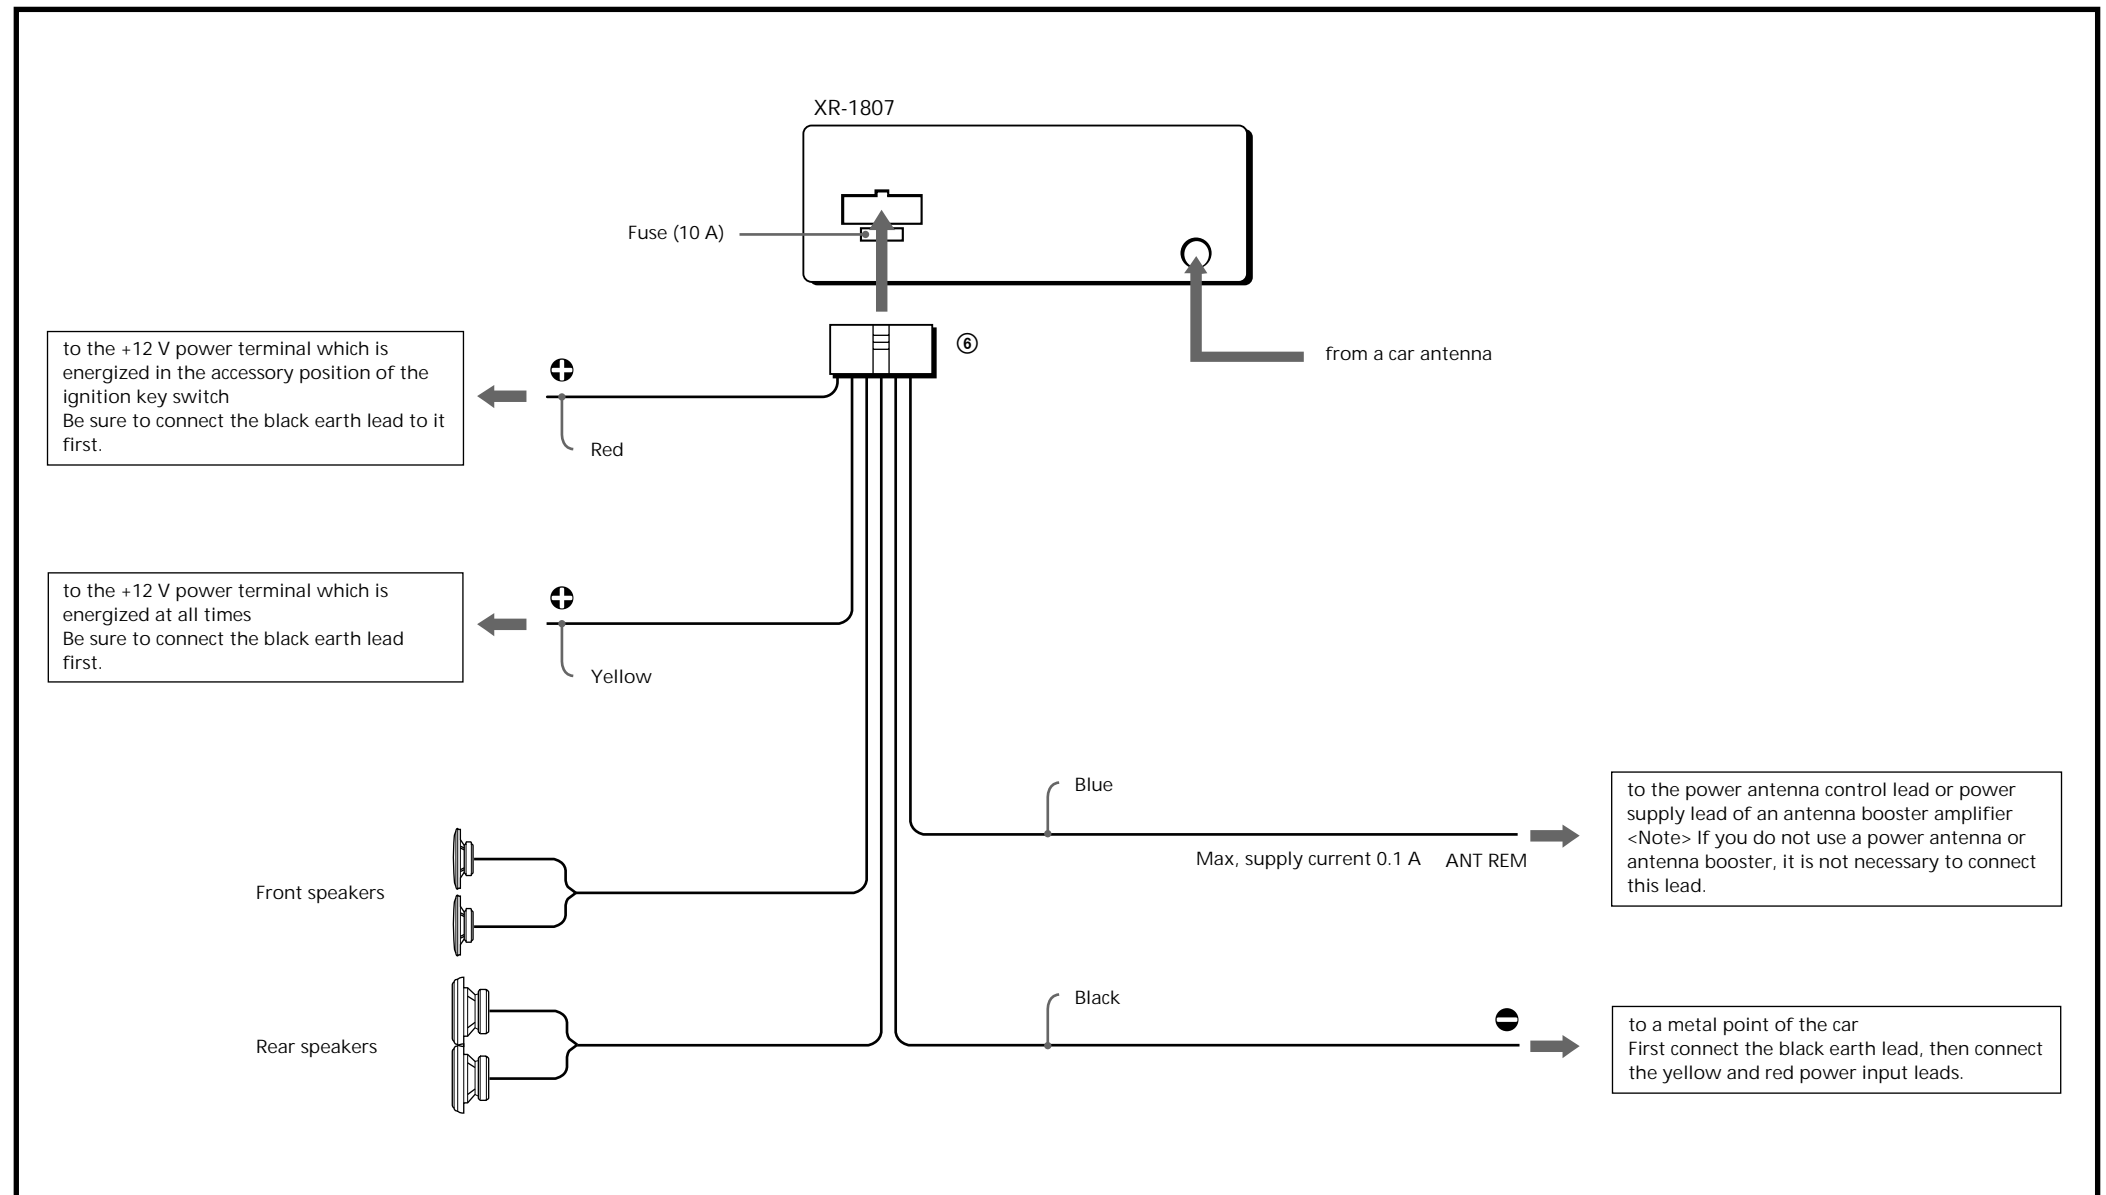 XR-1807
Fuse (10 A)
⑥
from a car antenna
to the +12 V power terminal which is
energized in the accessory position of the
ignition key switch
Be sure to connect the black earth lead to it
first.
Red
to the +12 V power terminal which is
energized at all times
Be sure to connect the black earth lead
first.
Yellow
Blue
Max, supply current 0.1 A ANT REM
to the power antenna control lead or power
supply lead of an antenna booster amplifier
<Note> If you do not use a power antenna or
antenna booster, it is not necessary to connect
this lead.
Front speakers
Black
Rear speakers
to a metal point of the car
First connect the black earth lead, then connect
the yellow and red power input leads.